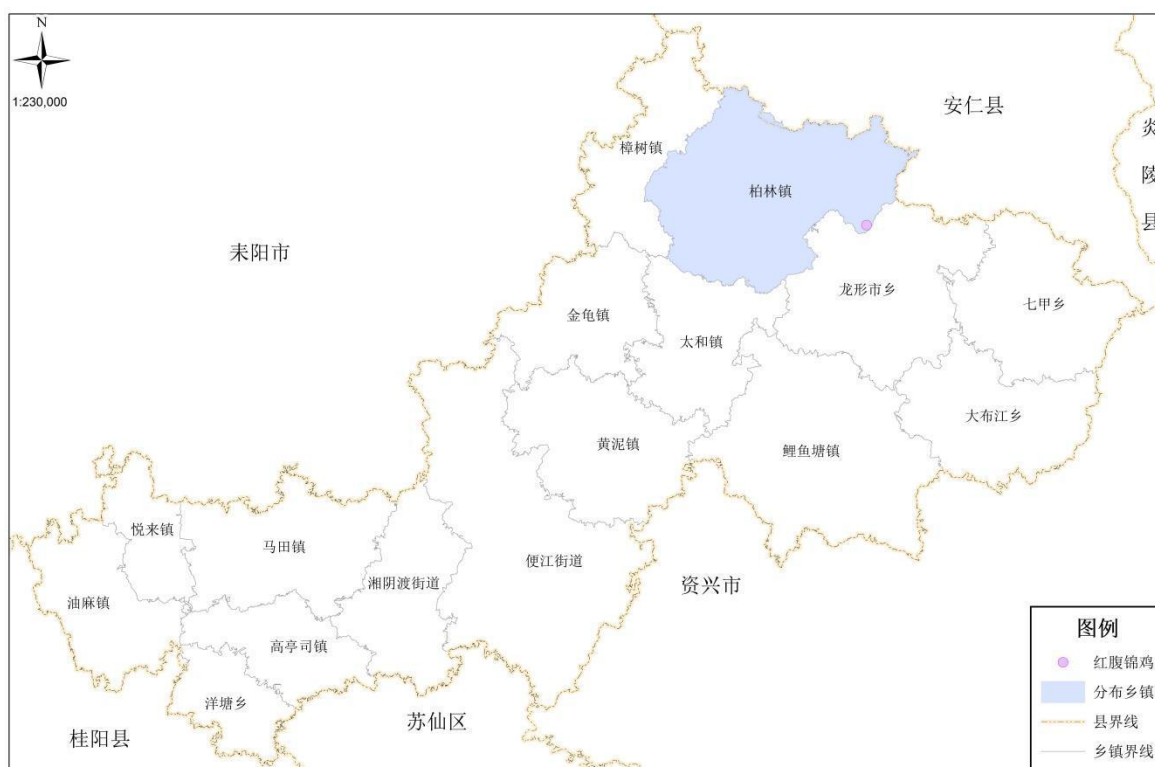 N
1:230,000
安仁县
炎
陵
县
樟树镇
柏林镇
耒阳市
龙形市乡
七甲乡
金龟镇
太和镇
大布江乡
黄泥镇
鲤鱼塘镇
悦来镇
马田镇
便江街道
湘阴渡街道
资兴市
油麻镇
高亭司镇
洋塘乡
苏仙区
桂阳县
图例
红腹锦鸡
分布乡镇
县界线
乡镇界线